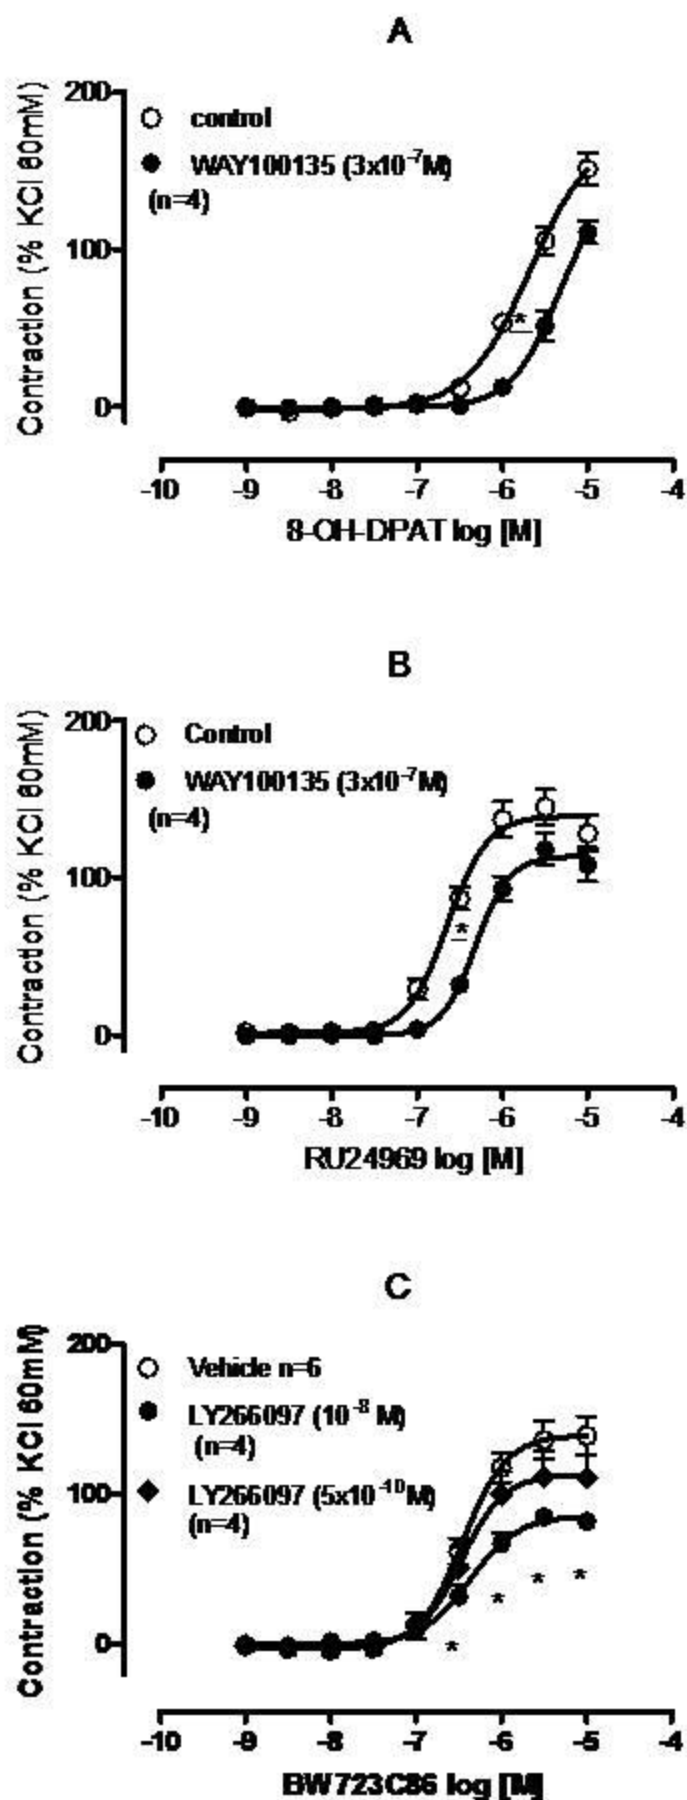 A
Contraction (% KCl 60mM)
200
100
0
control
WAY100135 (3x10⁻⁷M)
(n=4)
*
-10 -9 -8 -7 -6 -5 -4
8-OH-DPAT log [M]
B
Contraction (% KCl 60mM)
200
100
0
Control
WAY100135 (3x10⁻⁷M)
(n=4)
*
-10 -9 -8 -7 -6 -5 -4
RU24969 log [M]
C
Contraction (% KCl 60mM)
200
100
0
Vehicle n=6
LY266097 (10⁻⁸ M)
(n=4)
LY266097 (5x10⁻¹⁰M)
(n=4)
* * * *
-10 -9 -8 -7 -6 -5 -4
BW723C86 log [M]